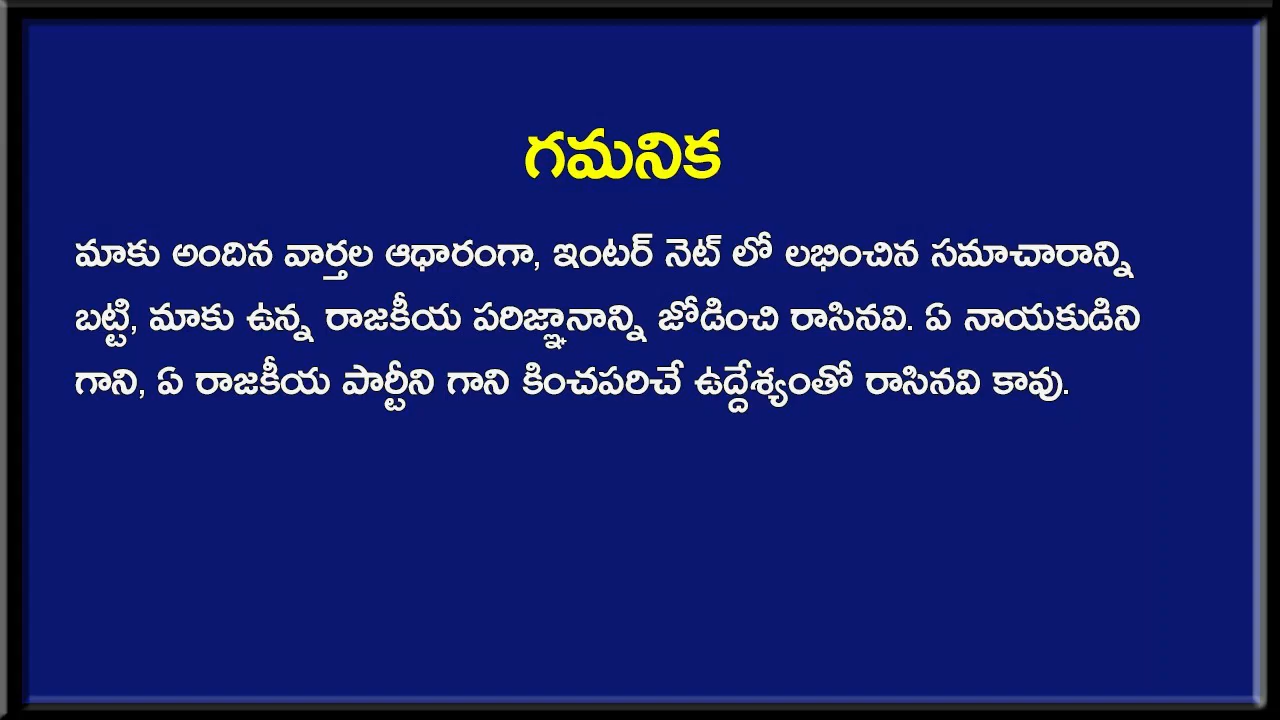 గమనిక
మాకు అందిన వార్తల ఆధారంగా, ఇంటర్ నెట్ లో లభించిన సమాచారాన్ని
బట్టి, మాకు ఉన్న రాజకీయ పరిజ్ఞానాన్ని జోడించి రాసినవి. ఏ నాయకుడిని
గాని, ఏ రాజకీయ పార్టీని గాని కించపరిచే ఉద్దేశ్యంతో రాసినవి కావు.